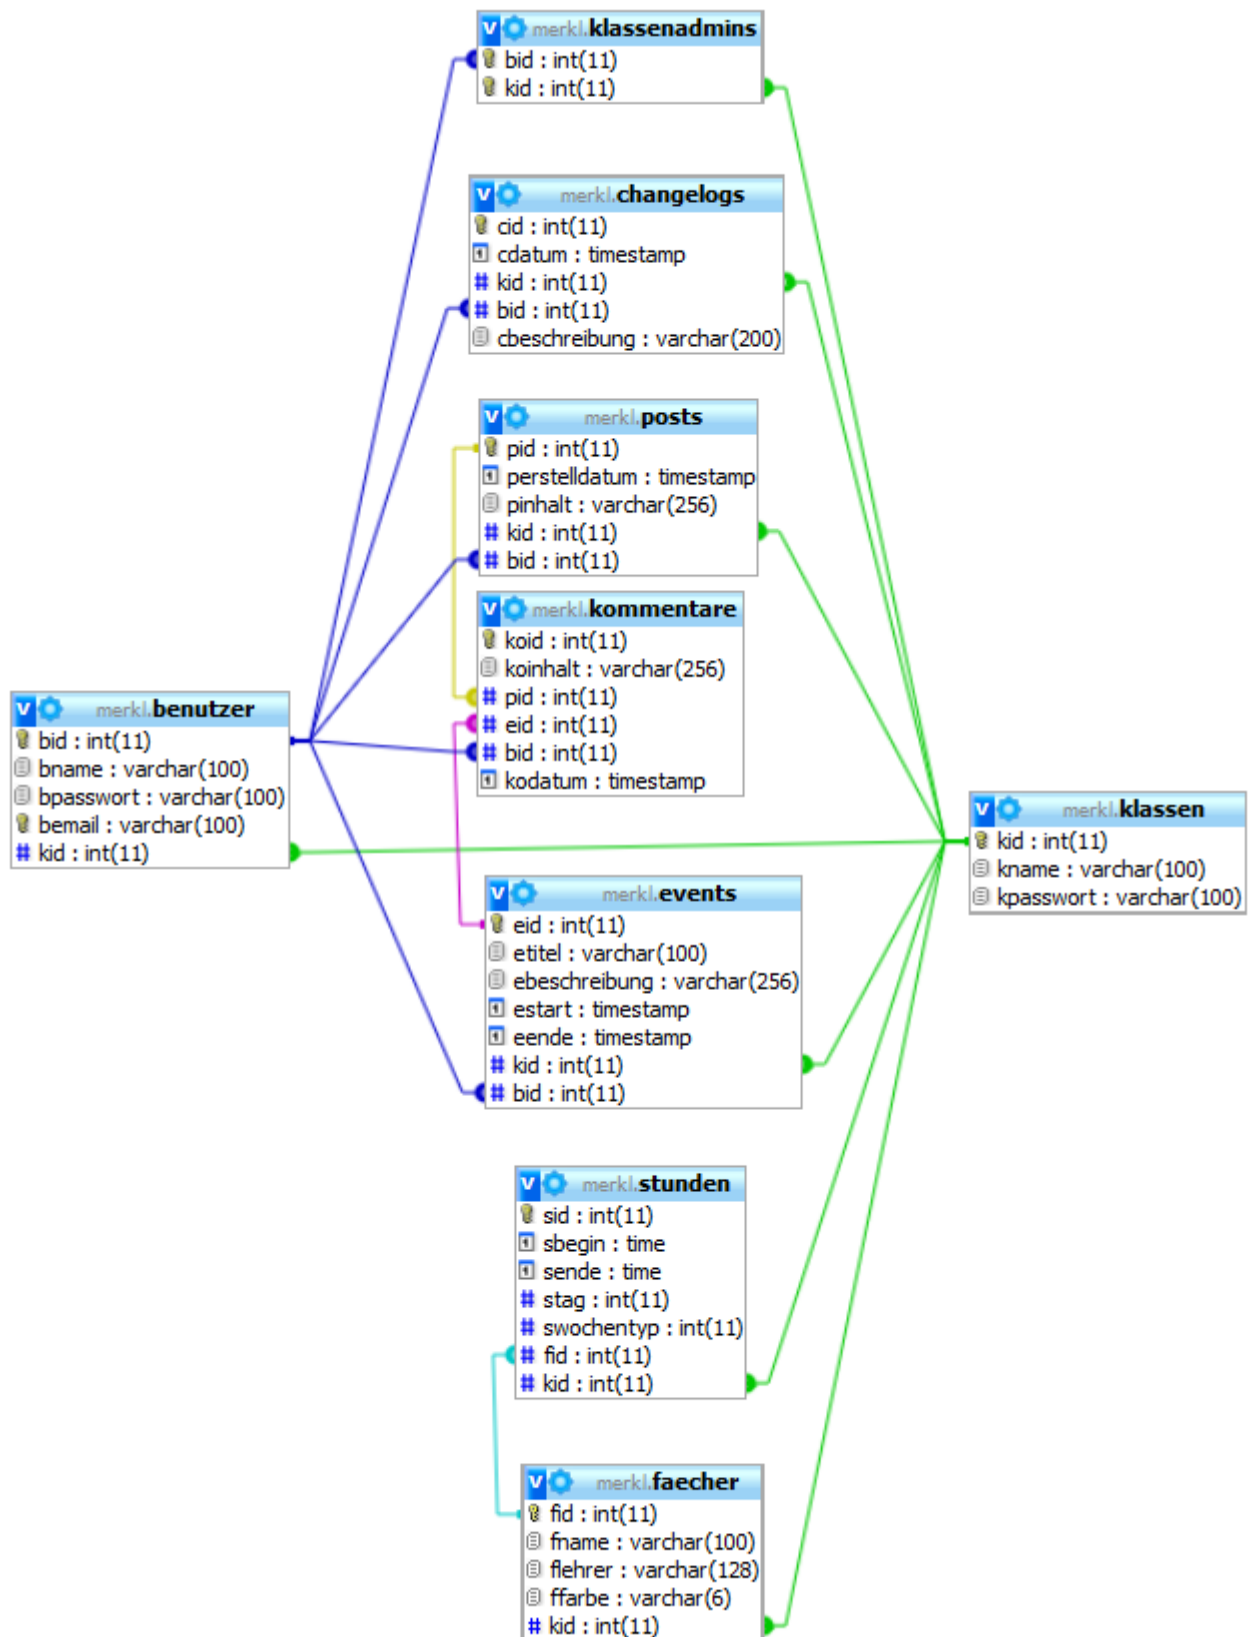 merkl.klassenadmins
bid : int(11)
kid : int(11)
merkl.changelogs
cid : int(11)
cdatum : timestamp
kid : int(11)
bid : int(11)
cbeschreibung : varchar(200)
merkl.posts
pid : int(11)
perstelldatum : timestamp
pinhalt : varchar(256)
kid : int(11)
bid : int(11)
merkl.kommentare
koid : int(11)
koinhalt : varchar(256)
pid : int(11)
eid : int(11)
bid : int(11)
kodatum : timestamp
merkl.benutzer
bid : int(11)
bname : varchar(100)
bpasswort : varchar(100)
bemail : varchar(100)
kid : int(11)
merkl.klassen
kid : int(11)
kname : varchar(100)
kpasswort : varchar(100)
merkl.events
eid : int(11)
etitel : varchar(100)
ebeschreibung : varchar(256)
estart : timestamp
eende : timestamp
kid : int(11)
bid : int(11)
merkl.stunden
sid : int(11)
sbegin : time
sende : time
stag : int(11)
swochentyp : int(11)
fid : int(11)
kid : int(11)
merkl.faecher
fid : int(11)
fname : varchar(100)
flehrer : varchar(128)
ffarbe : varchar(6)
kid : int(11)